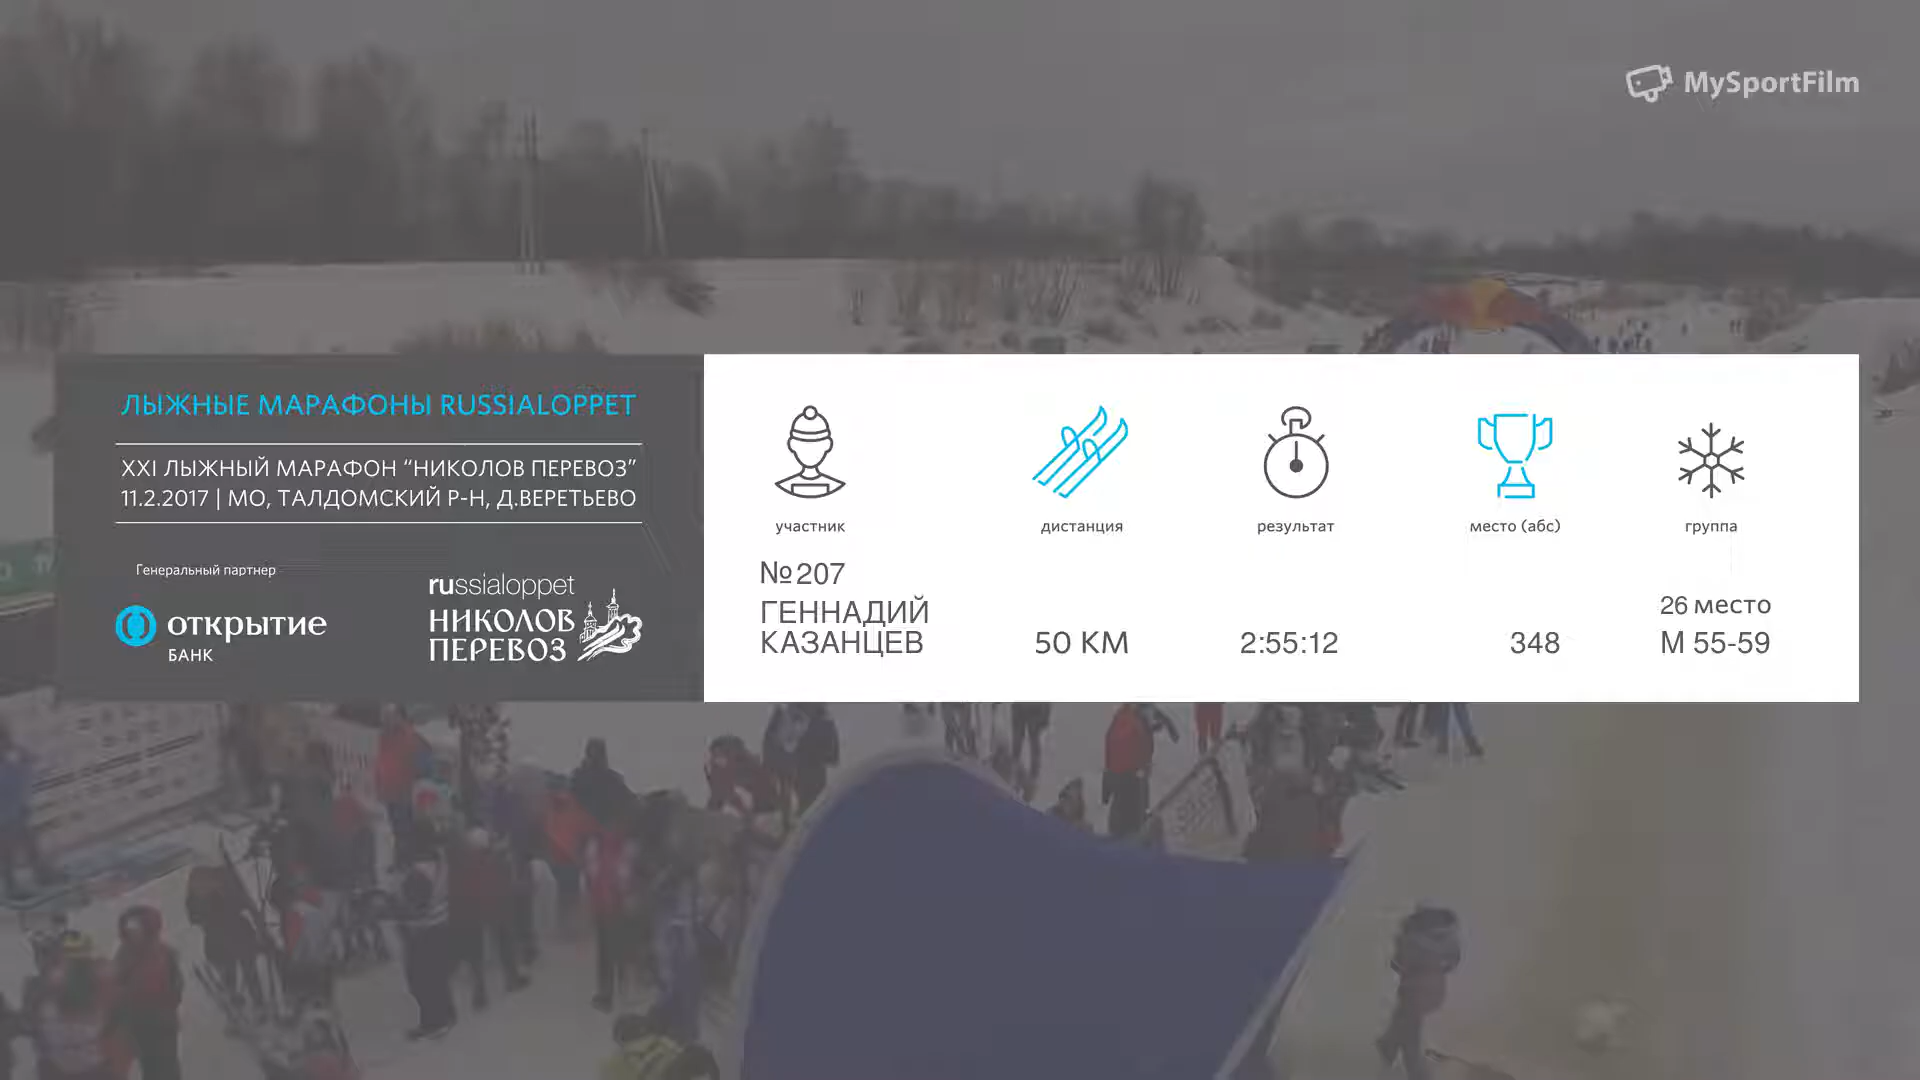 MySportFilm
ЛЫЖНЫЕ МАРАФОНЫ RUSSIALOPPET
XXI ЛЫЖНЫЙ МАРАФОН “НИКОЛОВ ПЕРЕВОЗ”
11.2.2017 | МО, ТАЛДОМСКИЙ Р-Н, Д.ВЕРЕТЬЕВО
Генеральный партнер
открытие
БАНК
russialoppet
НИКОЛОВ
ПЕРЕВОЗ
участник
№207
ГЕННАДИЙ
КАЗАНЦЕВ
дистанция
50 КМ
результат
2:55:12
место (абс)
348
группа
26 место
М 55-59